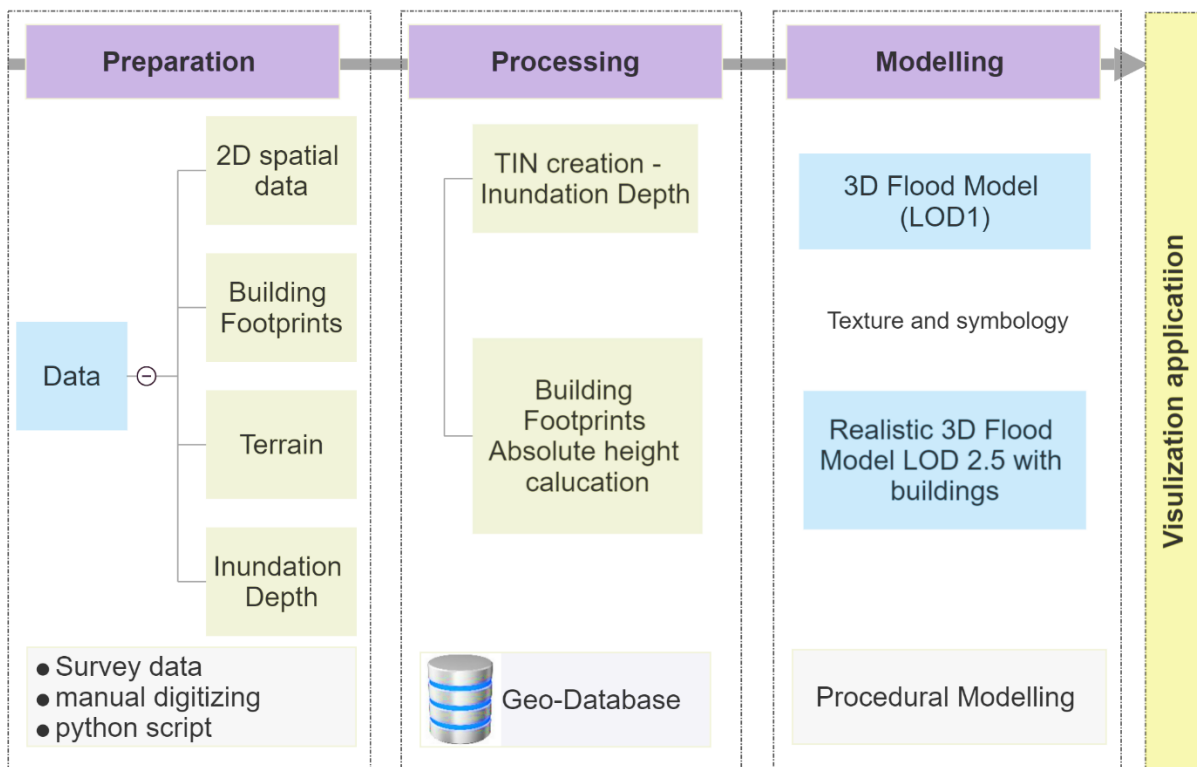 Preparation
Processing
Modelling
2D spatial
data
Building
Footprints
Data
Terrain
Inundation
Depth
● Survey data
● manual digitizing
● python script
TIN creation -
Inundation Depth
Building
Footprints
Absolute height
calucation
Geo-Database
3D Flood Model
(LOD1)
Texture and symbology
Realistic 3D Flood
Model LOD 2.5 with
buildings
Procedural Modelling
Visulization applicatiion